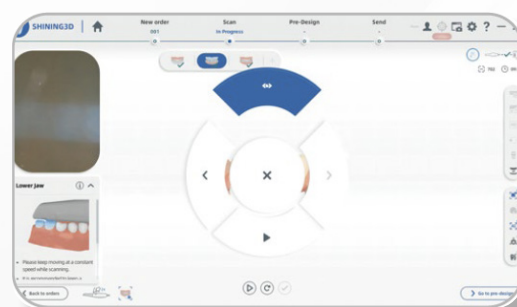 SHINING3D
New order
001
Scan
In Progress
Pre-Design
-
Send
-
Lower jaw
• Please keep moving at a constant speed while scanning.
Back to orders
Go to pre-design